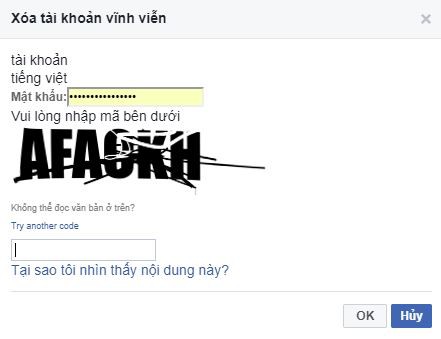 Xóa tài khoản vĩnh viễn
tài khoản
tiếng việt
Mật khẩu:
Vui lòng nhập mã bên dưới
Không thể đọc văn bản ở trên?
Try another code
Tại sao tôi nhìn thấy nội dung này?
OK Hủy